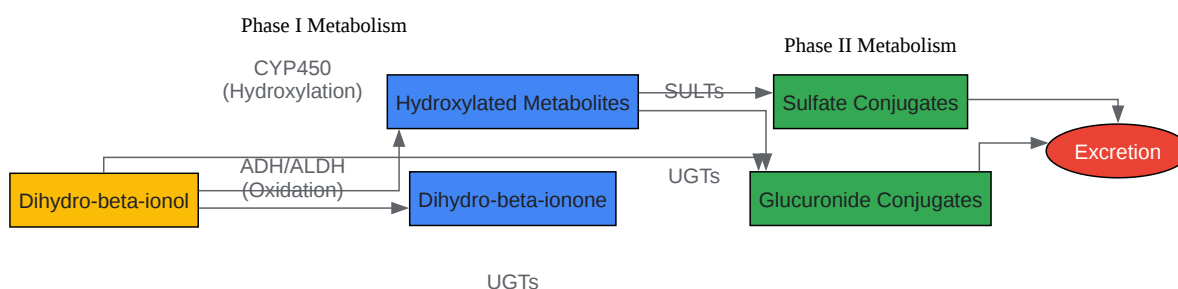 Phase I Metabolism
Phase II Metabolism
CYP450
(Hydroxylation)
Hydroxylated Metabolites
SULTs
Sulfate Conjugates
Excretion
ADH/ALDH
(Oxidation)
UGTs
Dihydro-beta-ionol
Dihydro-beta-ionone
Glucuronide Conjugates
UGTs